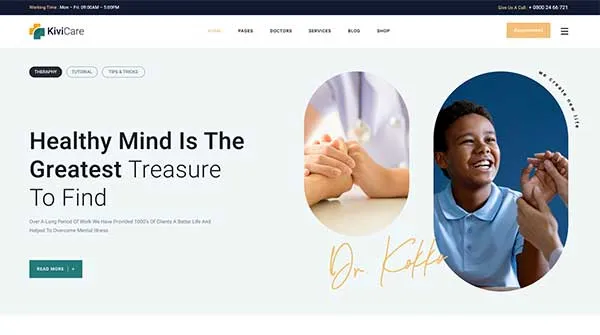 Working Time: Mon – Fri: 09:00AM – 5:00PM
Give Us A Call: + 0800 24 66 721
KiviCare
HOME PAGES DOCTORS SERVICES BLOG SHOP
Appointment
THERAPHY TUTORIAL TIPS & TRICKS
we create new life
Healthy Mind Is The
Greatest Treasure
To Find
Over A Long Period Of Work We Have Provided 1000's Of Clients A Better Life And
Helped To Overcome Mental Illness.
Dr. Kokku
READ MORE | +